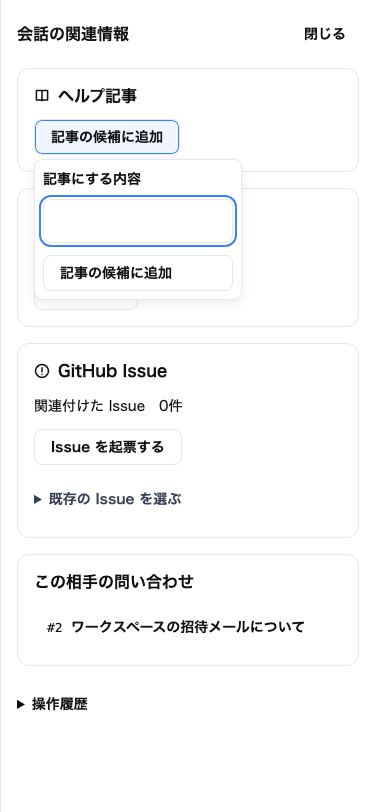 会話の関連情報
閉じる
ヘルプ記事
記事の候補に追加
記事にする内容
記事の候補に追加
GitHub Issue
関連付けた Issue 0件
Issue を起票する
▶ 既存の Issue を選ぶ
この相手の問い合わせ
#2 ワークスペースの招待メールについて
▶ 操作履歴